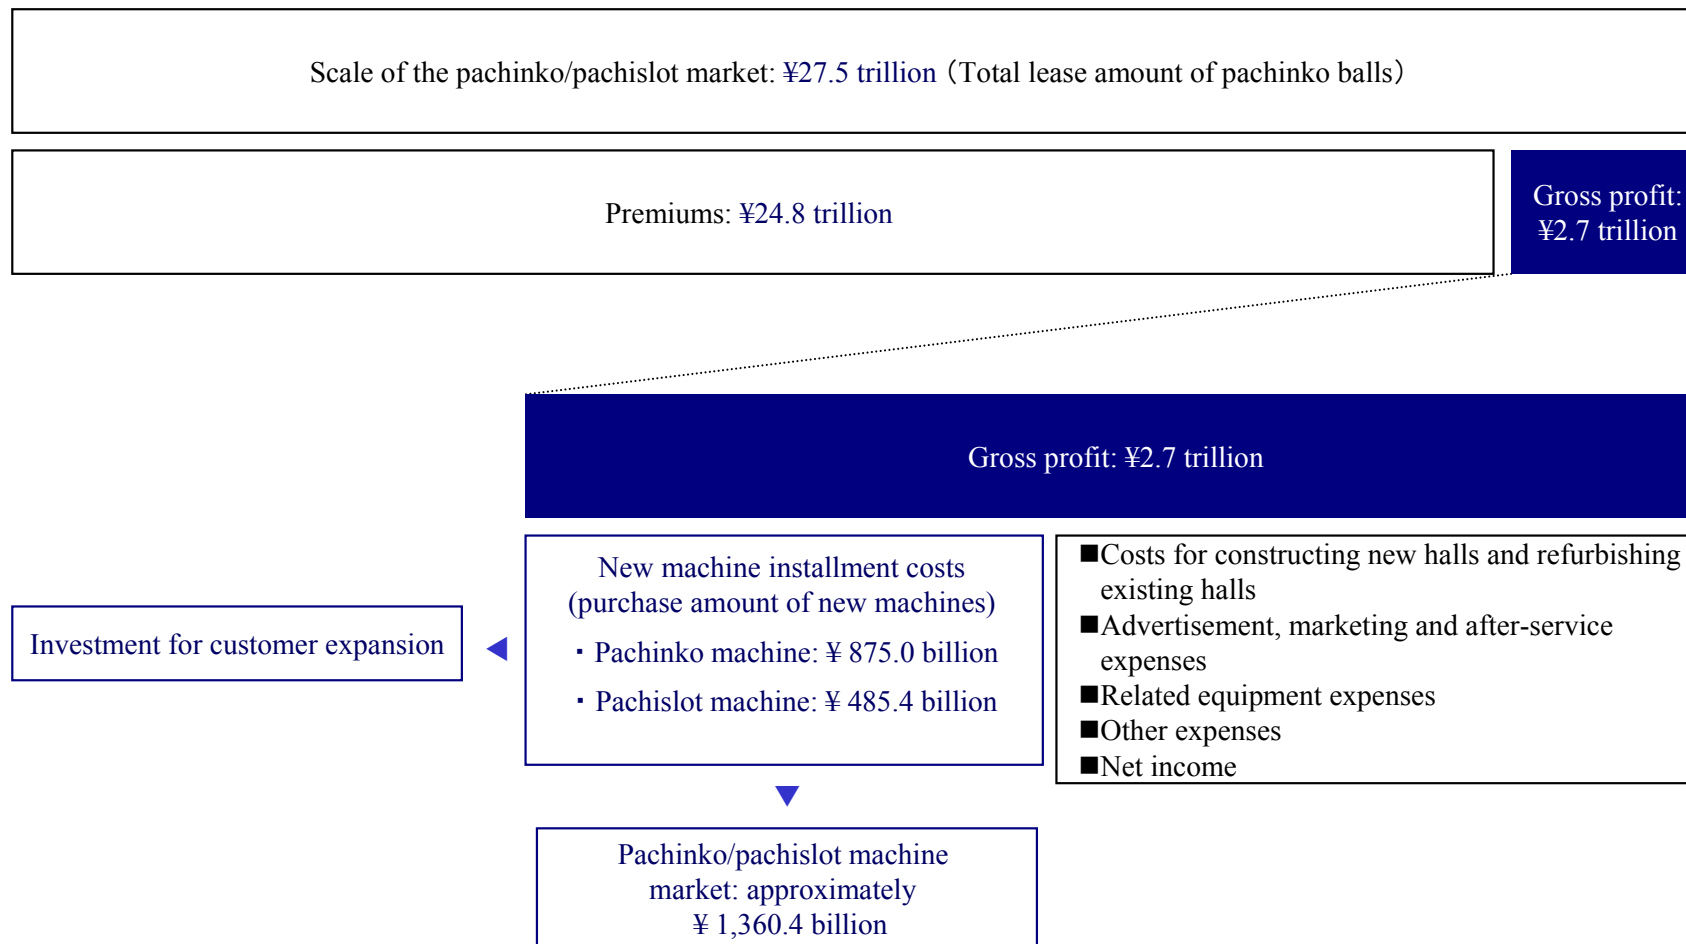 Scale of the pachinko/pachislot market: ¥27.5 trillion（Total lease amount of pachinko balls）
Premiums: ¥24.8 trillion
Gross profit:
¥2.7 trillion
Gross profit: ¥2.7 trillion
New machine installment costs
(purchase amount of new machines)
・Pachinko machine: ¥ 875.0 billion
・Pachislot machine: ¥ 485.4 billion
■Costs for constructing new halls and refurbishing
existing halls
■Advertisement, marketing and after-service
expenses
■Related equipment expenses
■Other expenses
■Net income
Investment for customer expansion
Pachinko/pachislot machine
market: approximately
¥ 1,360.4 billion